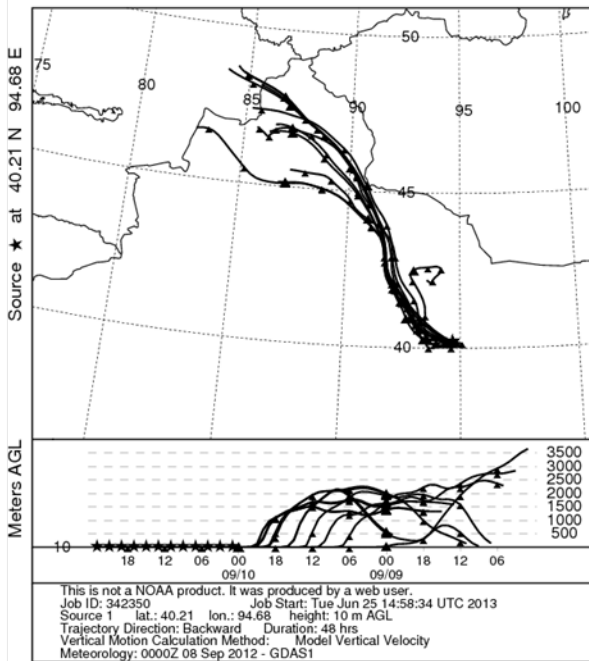 Source ★ at 40.21 N 94.68 E
50
75
80
85
90
95
100
45
40
Meters AGL
3500
3000
2500
2000
1500
1000
500
10
18 12 06 00 18 12 06 00 18 12 06
09/10 09/09
This is not a NOAA product. It was produced by a web user.
Job ID: 342350 Job Start: Tue Jun 25 14:58:34 UTC 2013
Source 1 lat.: 40.21 lon.: 94.68 height: 10 m AGL
Trajectory Direction: Backward Duration: 48 hrs
Vertical Motion Calculation Method: Model Vertical Velocity
Meteorology: 0000Z 08 Sep 2012 - GDAS1